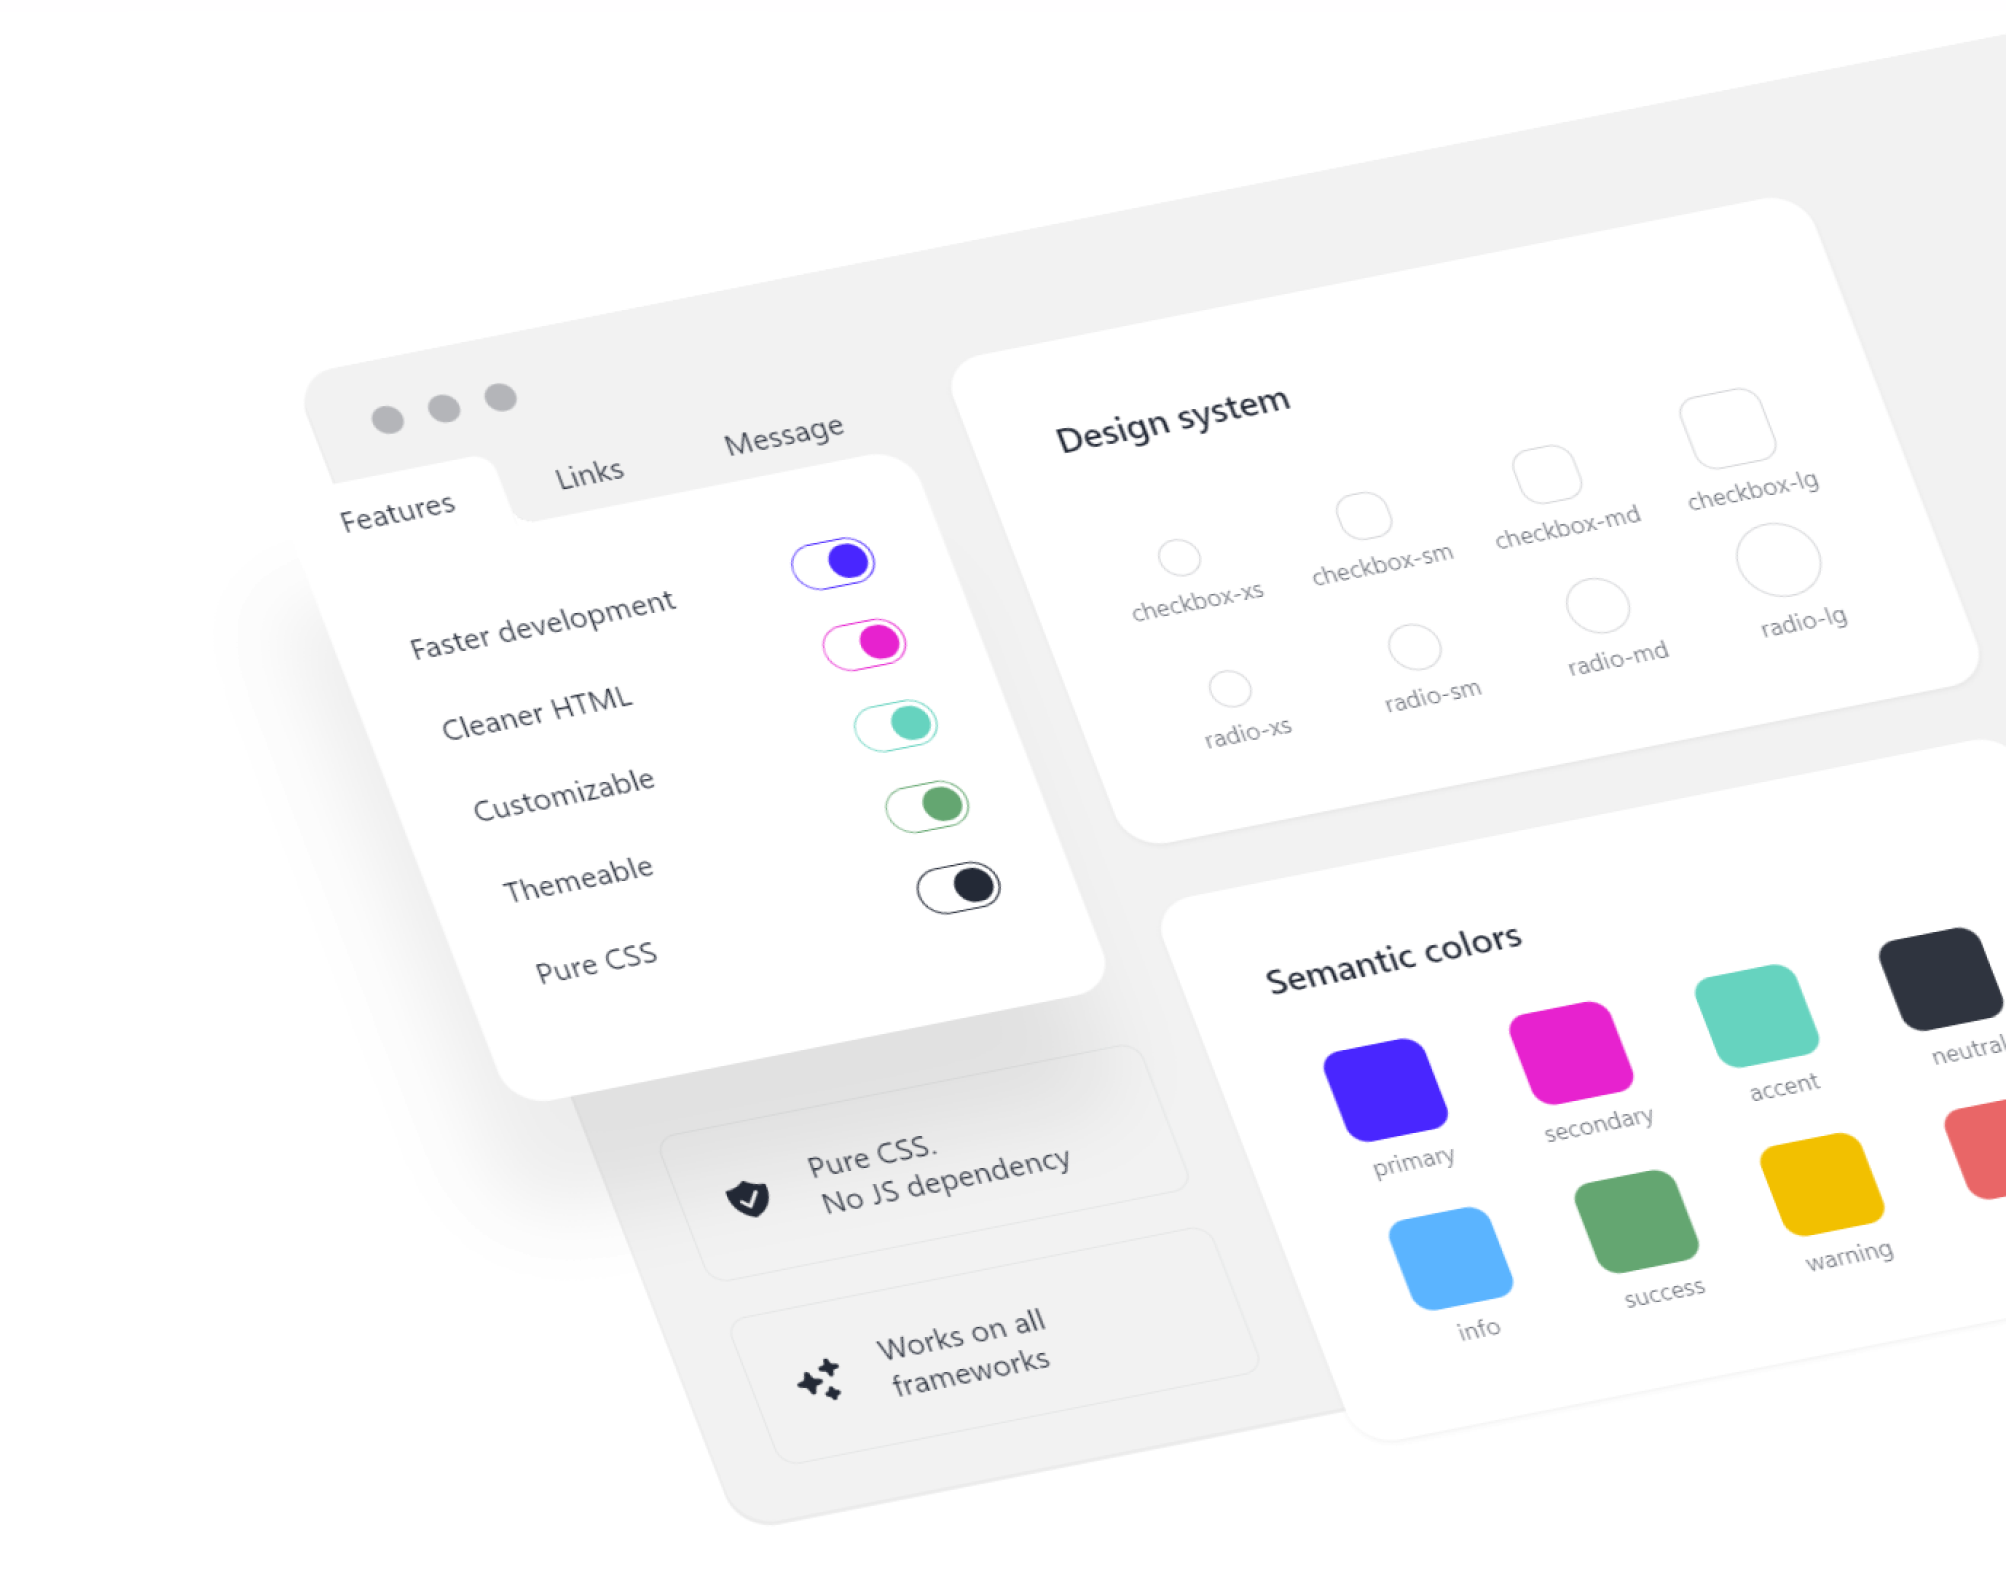 Features
Links
Message
Faster development
Cleaner HTML
Customizable
Themeable
Pure CSS
Design system
checkbox-xs
checkbox-sm
checkbox-md
checkbox-lg
radio-xs
radio-sm
radio-md
radio-lg
Pure CSS.
No JS dependency
Works on all
frameworks
Semantic colors
primary
secondary
accent
neutral
info
success
warning